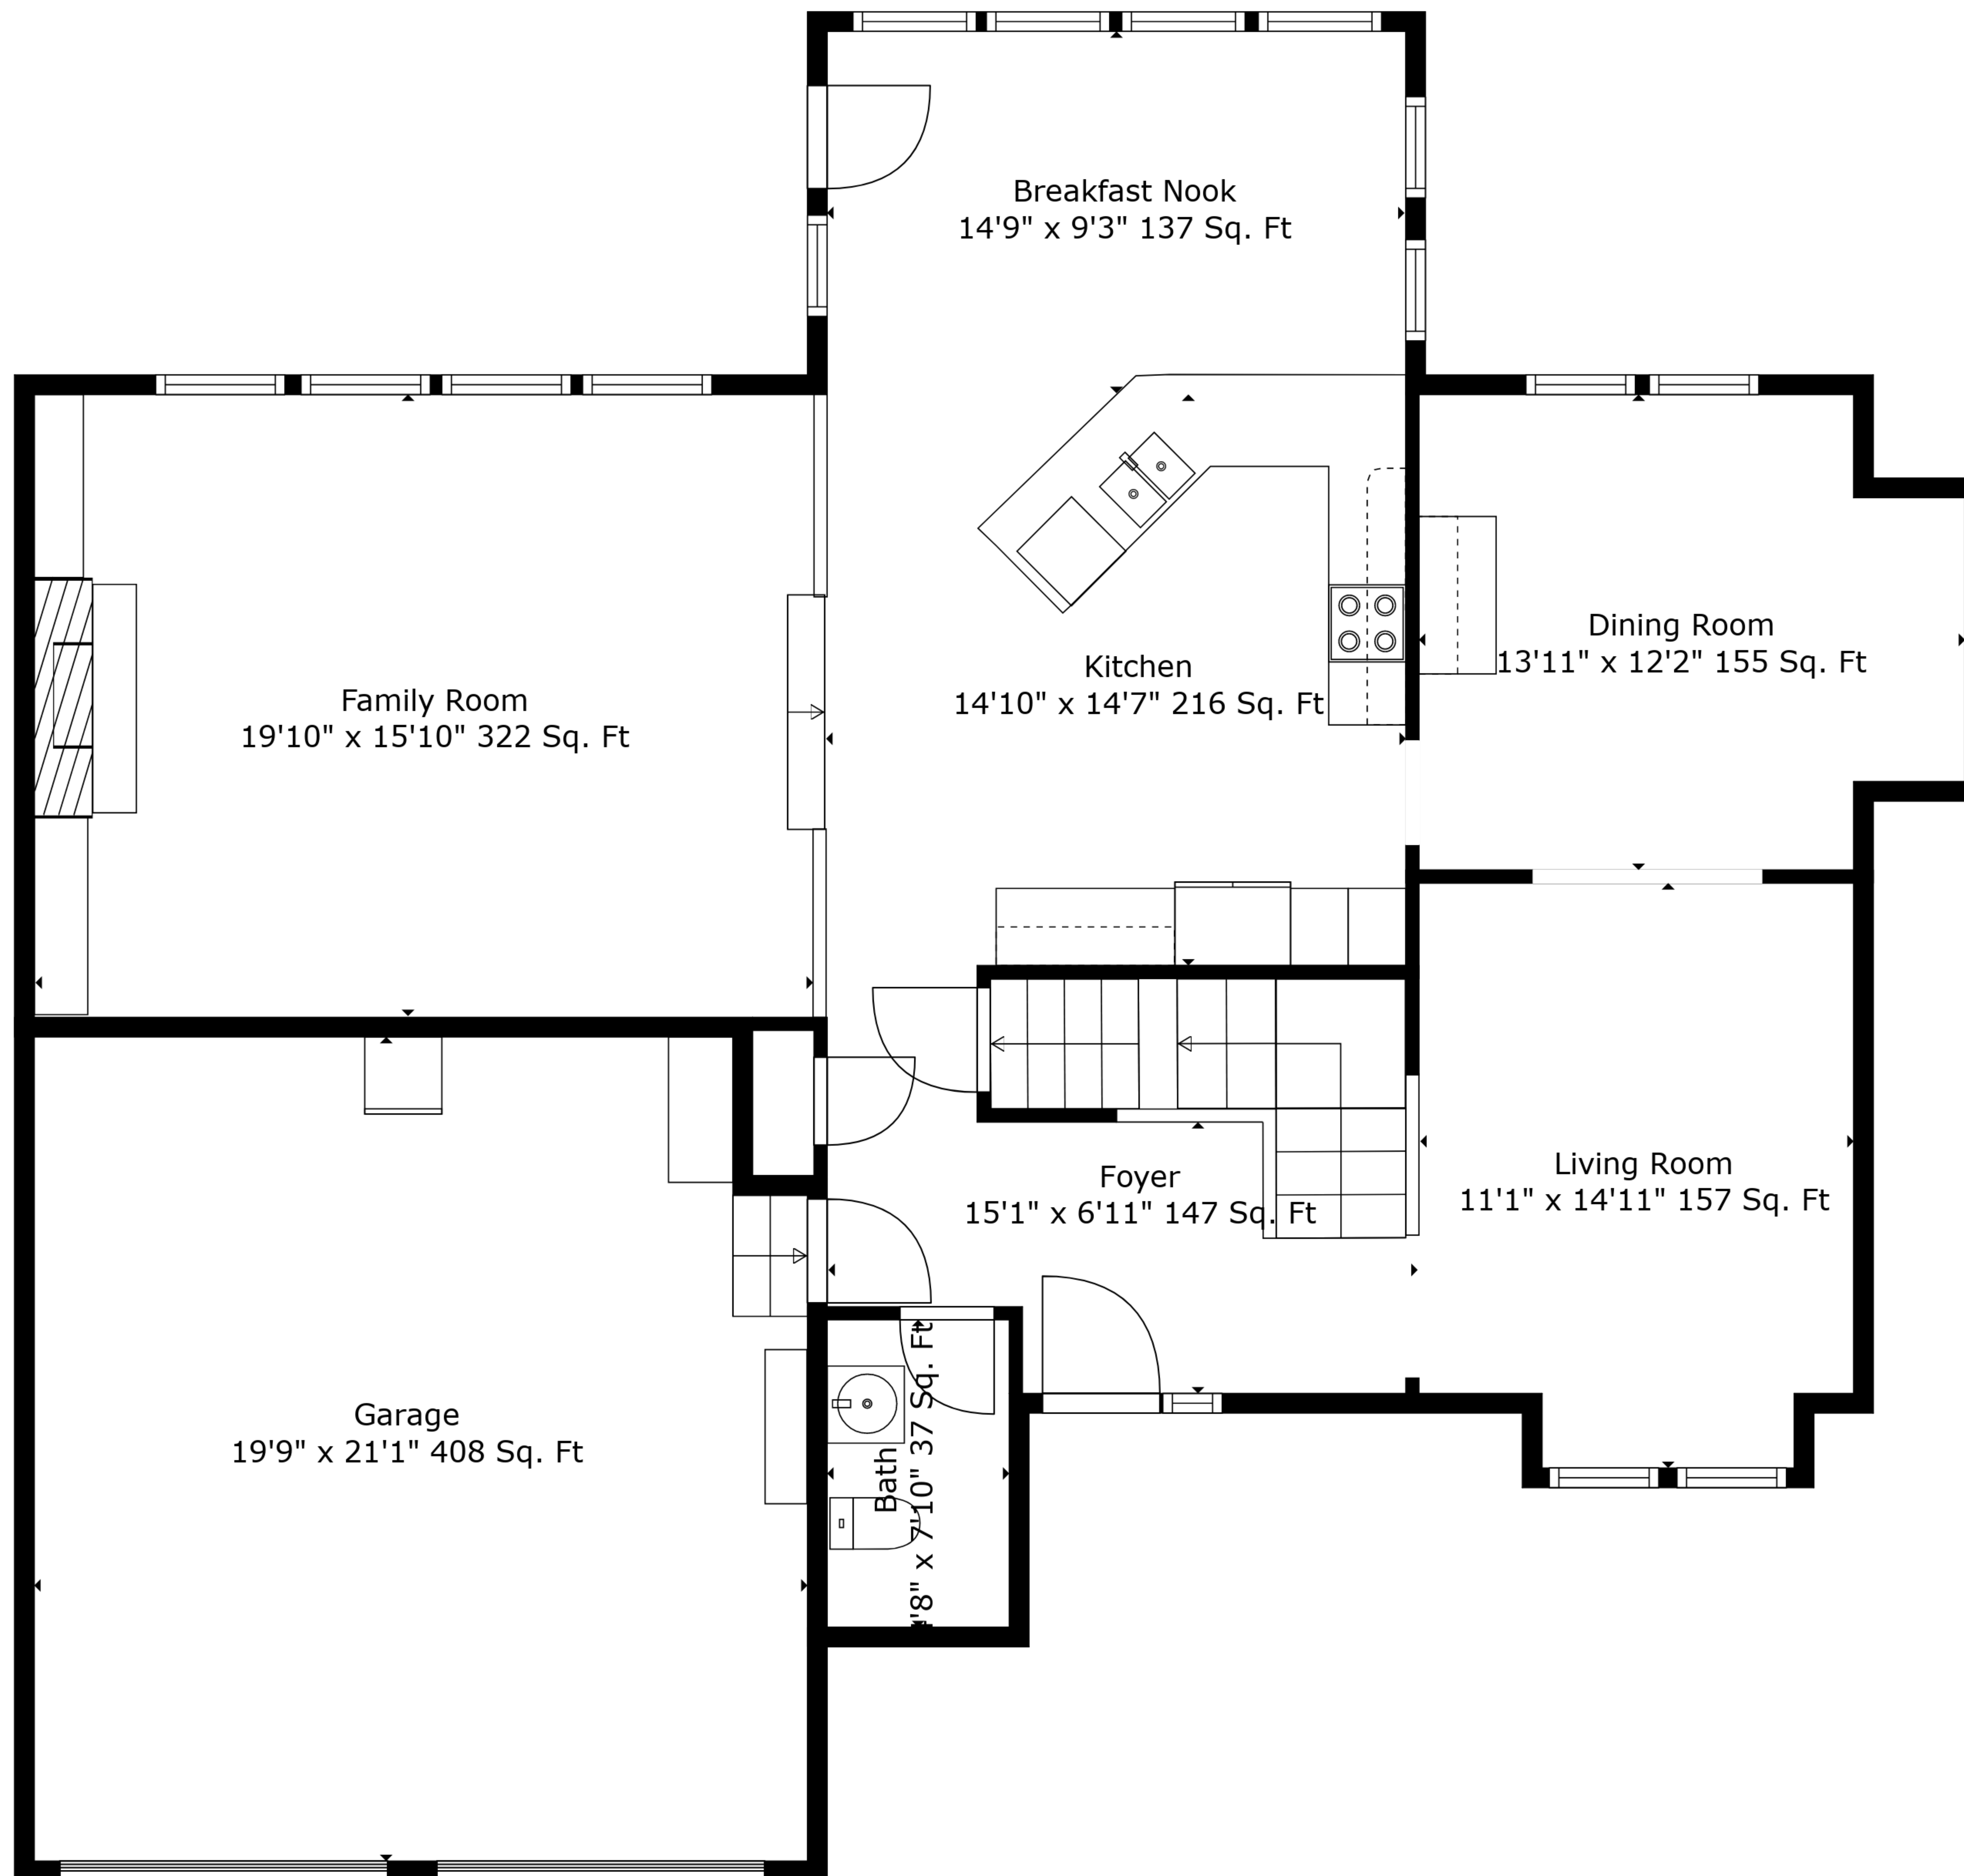 Breakfast Nook
14'9" x 9'3" 137 Sq. Ft
Dining Room
13'11" x 12'2" 155 Sq. Ft
Kitchen
14'10" x 14'7" 216 Sq. Ft
Family Room
19'10" x 15'10" 322 Sq. Ft
Living Room
11'1" x 14'11" 157 Sq. Ft
Foyer
15'1" x 6'11" 147 Sq. Ft
Garage
19'9" x 21'1" 408 Sq. Ft
Bath
'8" x 7'10" 37 Sq. Ft